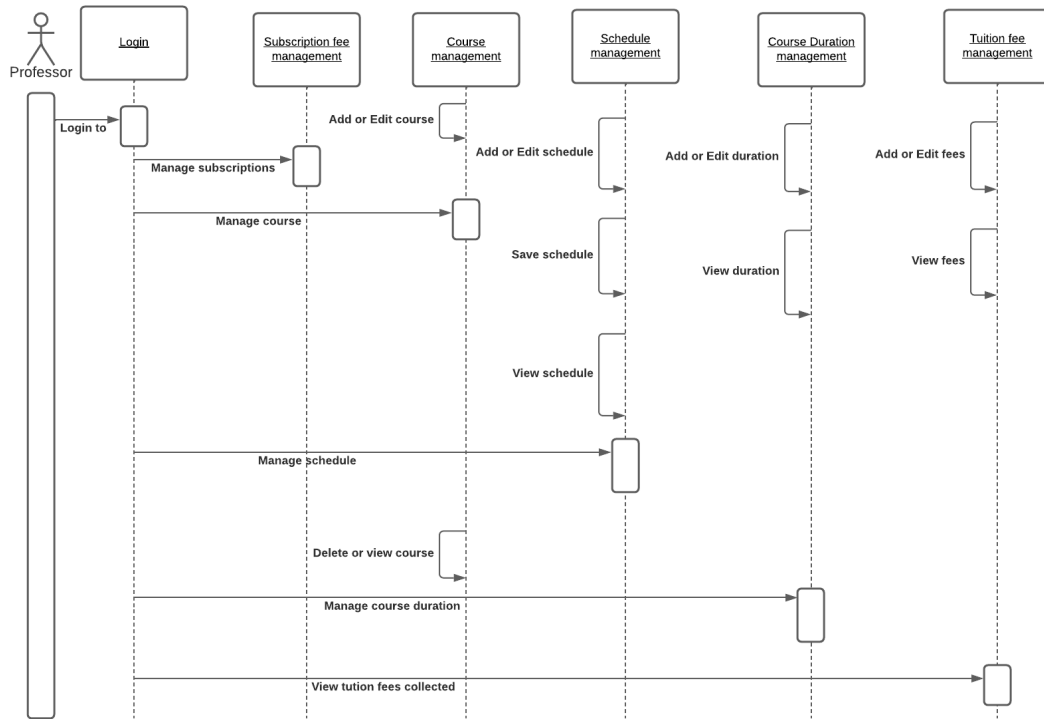 Professor
Login
Subscription fee
management
Course
management
Schedule
management
Course Duration
management
Tuition fee
management
Login to
Add or Edit course
Add or Edit schedule
Add or Edit duration
Add or Edit fees
Manage subscriptions
Manage course
Save schedule
View duration
View fees
View schedule
Manage schedule
Delete or view course
Manage course duration
View tution fees collected